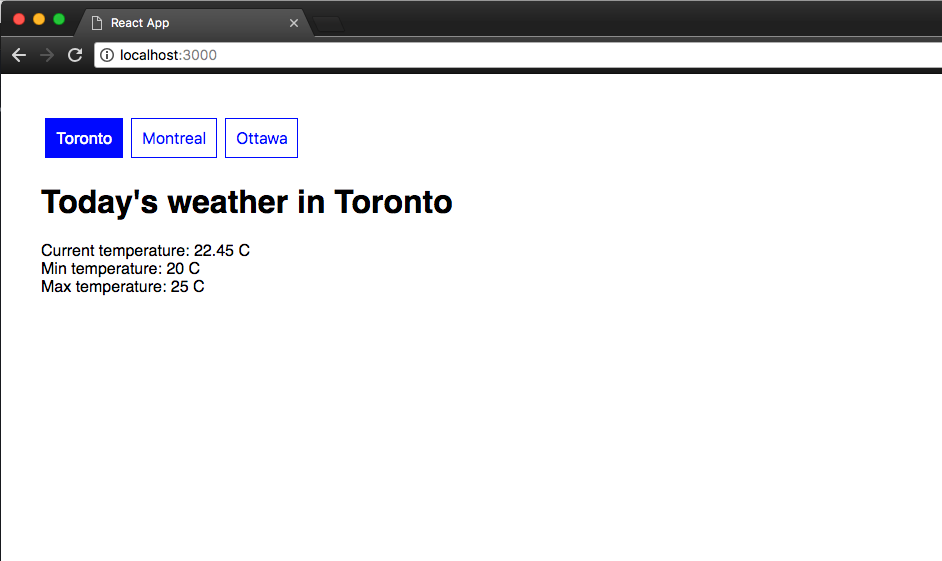 React App
localhost:3000
Toronto Montreal Ottawa
Today's weather in Toronto
Current temperature: 22.45 C
Min temperature: 20 C
Max temperature: 25 C